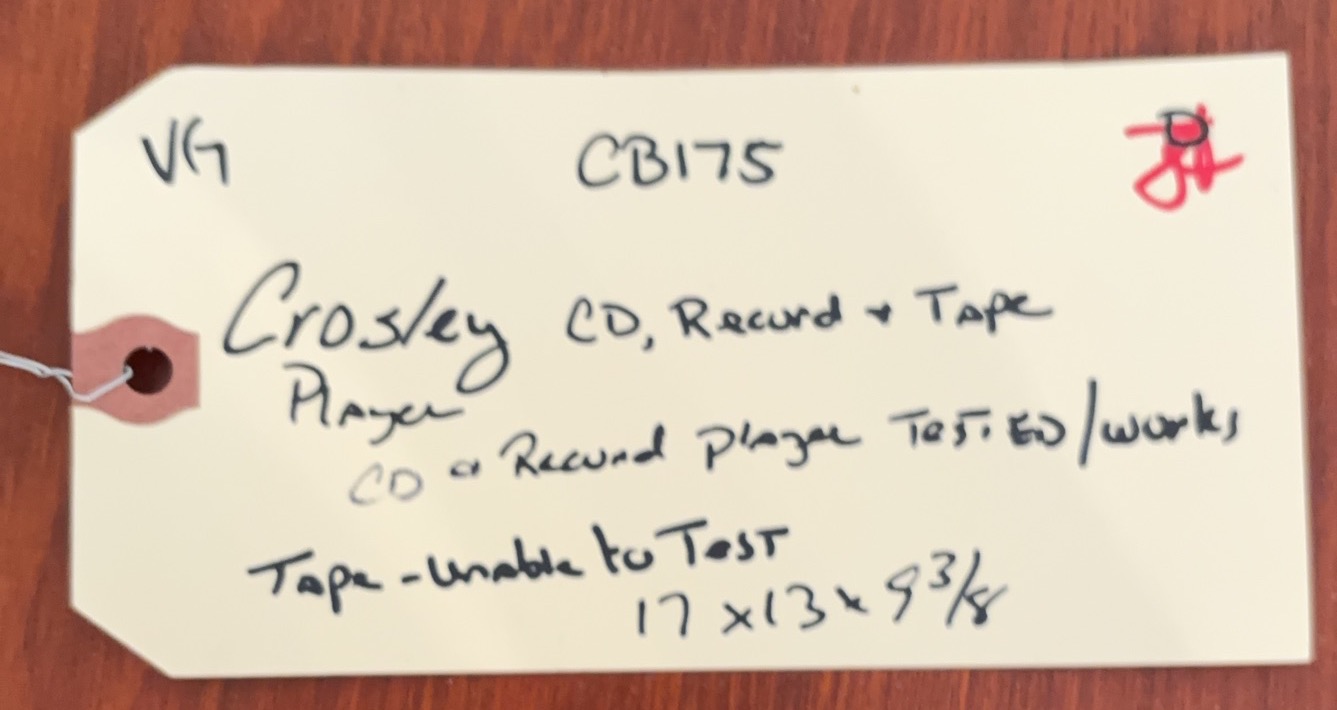 VG CB175 D
Crosley CD, Record + Tape
Player
CD + Record player TESTED/works
Tape - Unable to Test
17 x 13 x 9 3/8